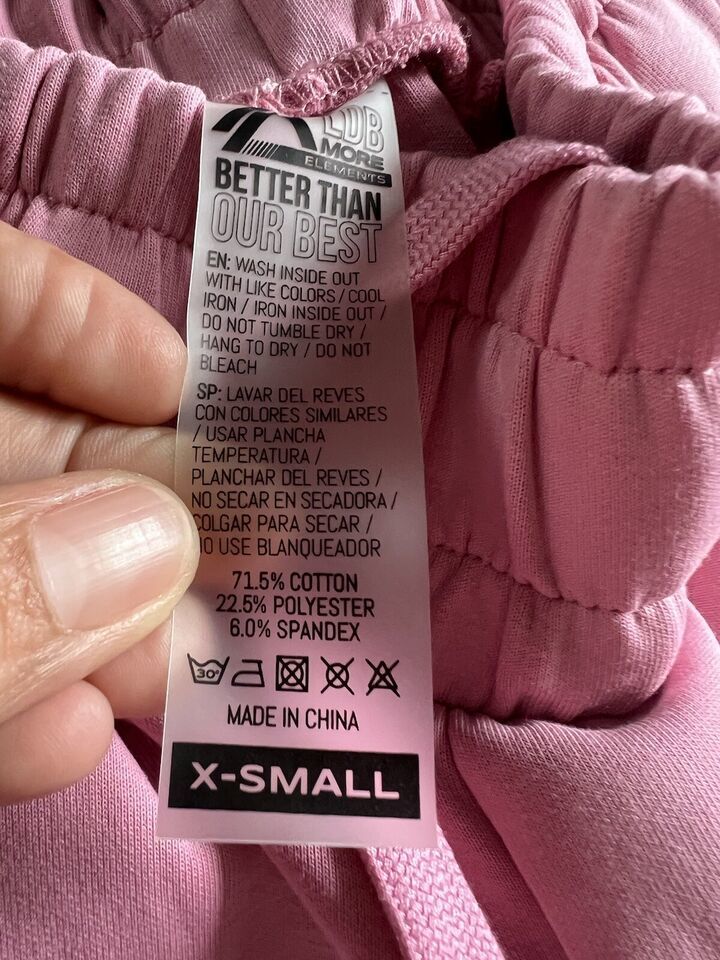 LDB
MORE
ELEMENTS
BETTER THAN
OUR BEST
EN: WASH INSIDE OUT
WITH LIKE COLORS / COOL
IRON / IRON INSIDE OUT /
DO NOT TUMBLE DRY /
HANG TO DRY / DO NOT
BLEACH
SP: LAVAR DEL REVES
CON COLORES SIMILARES
/ USAR PLANCHA
TEMPERATURA /
PLANCHAR DEL REVES /
NO SECAR EN SECADORA /
COLGAR PARA SECAR /
NO USE BLANQUEADOR
71.5% COTTON
22.5% POLYESTER
6.0% SPANDEX
30°
MADE IN CHINA
X-SMALL